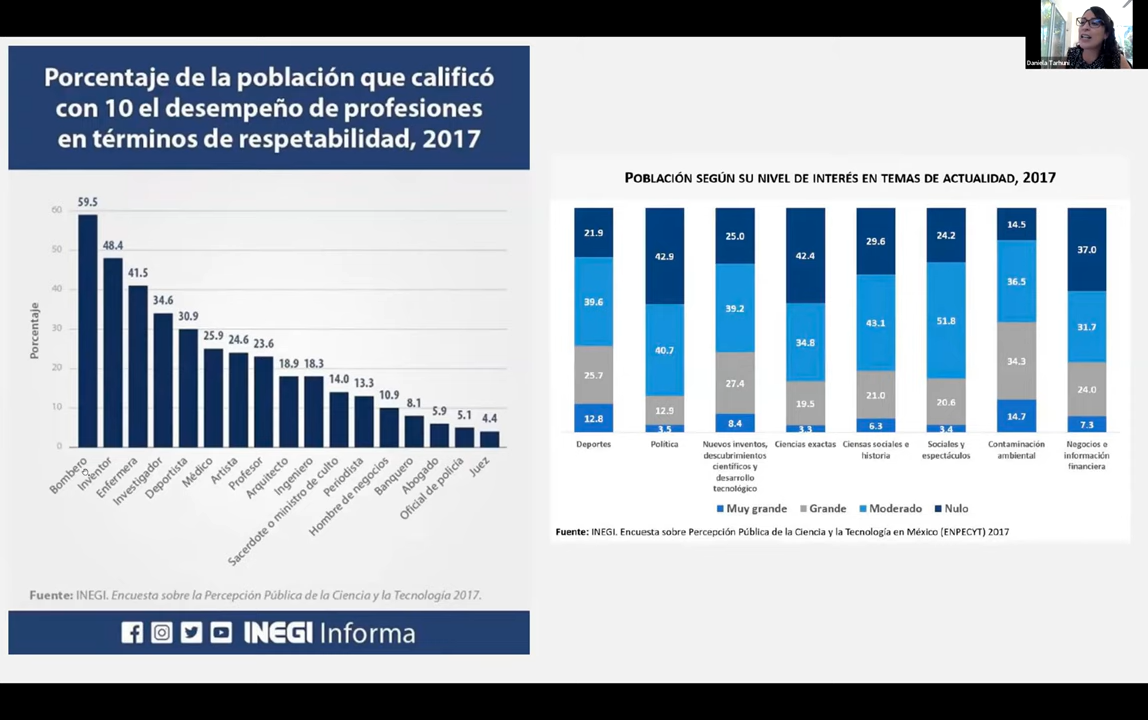 Daniela Tarhuni
Porcentaje de la población que calificó
con 10 el desempeño de profesiones
en términos de respetabilidad, 2017
Porcentaje
60
50
40
30
20
10
0
59.5
48.4
41.5
34.6
30.9
25.9
24.6
23.6
18.9
18.3
14.0
13.3
10.9
8.1
5.9
5.1
4.4
Bombero
Inventor
Enfermera
Investigador
Deportista
Médico
Artista
Profesor
Arquitecto
Ingeniero
Sacerdote o ministro de culto
Periodista
Hombre de negocios
Banquero
Abogado
Oficial de policía
Juez
Fuente: INEGI. Encuesta sobre la Percepción Pública de la Ciencia y la Tecnología 2017.
INEGI Informa
POBLACIÓN SEGÚN SU NIVEL DE INTERÉS EN TEMAS DE ACTUALIDAD, 2017
21.9
39.6
25.7
12.8
Deportes
42.9
40.7
12.9
3.5
Política
25.0
39.2
27.4
8.4
Nuevos inventos,
descubrimientos
científicos y
desarrollo
tecnológico
42.4
34.8
19.5
3.3
Ciencias exactas
29.6
43.1
21.0
6.3
Ciensas sociales e
historia
24.2
51.8
20.6
3.4
Sociales y
espectáculos
14.5
36.5
34.3
14.7
Contaminación
ambiental
37.0
31.7
24.0
7.3
Negocios e
información
financiera
Muy grande
Grande
Moderado
Nulo
Fuente: INEGI. Encuesta sobre Percepción Pública de la Ciencia y la Tecnología en México (ENPECYT) 2017